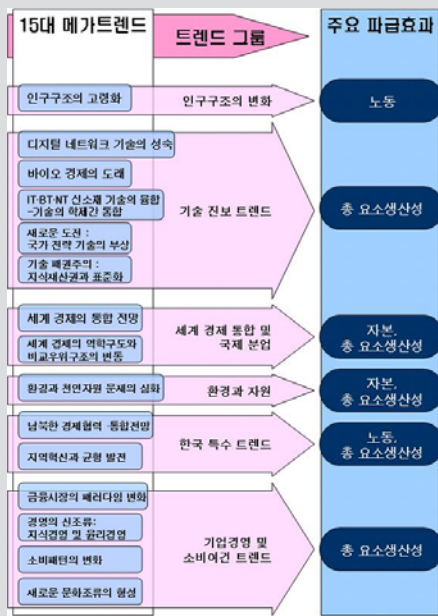 15대 메가트렌드
트렌드 그룹
주요 파급효과
인구구조의 고령화
인구구조의 변화
노동
디지털 네트워크 기술의 성숙
바이오 경제의 도래
IT·BT·NT 신소재 기술의 융합
-기술의 학제간 통합
새로운 도전 :
국가 전략 기술의 부상
기술 패권주의 :
지식재산권과 표준화
기술 진보 트렌드
총 요소생산성
세계 경제의 통합 전망
세계 경제의 역학구도와
비교우위구조의 변동
세계 경제 통합 및
국제 분업
자본,
총 요소생산성
환경과 천연자원 문제의 심화
환경과 자원
자본,
총 요소생산성
남북한 경제협력·통합전망
지역혁신과 균형 발전
한국 특수 트렌드
노동,
총 요소생산성
금융시장의 패러다임 변화
경영의 신조류:
지식경영 및 윤리경영
소비패턴의 변화
새로운 문화조류의 형성
기업경영 및
소비여건 트렌드
총 요소생산성